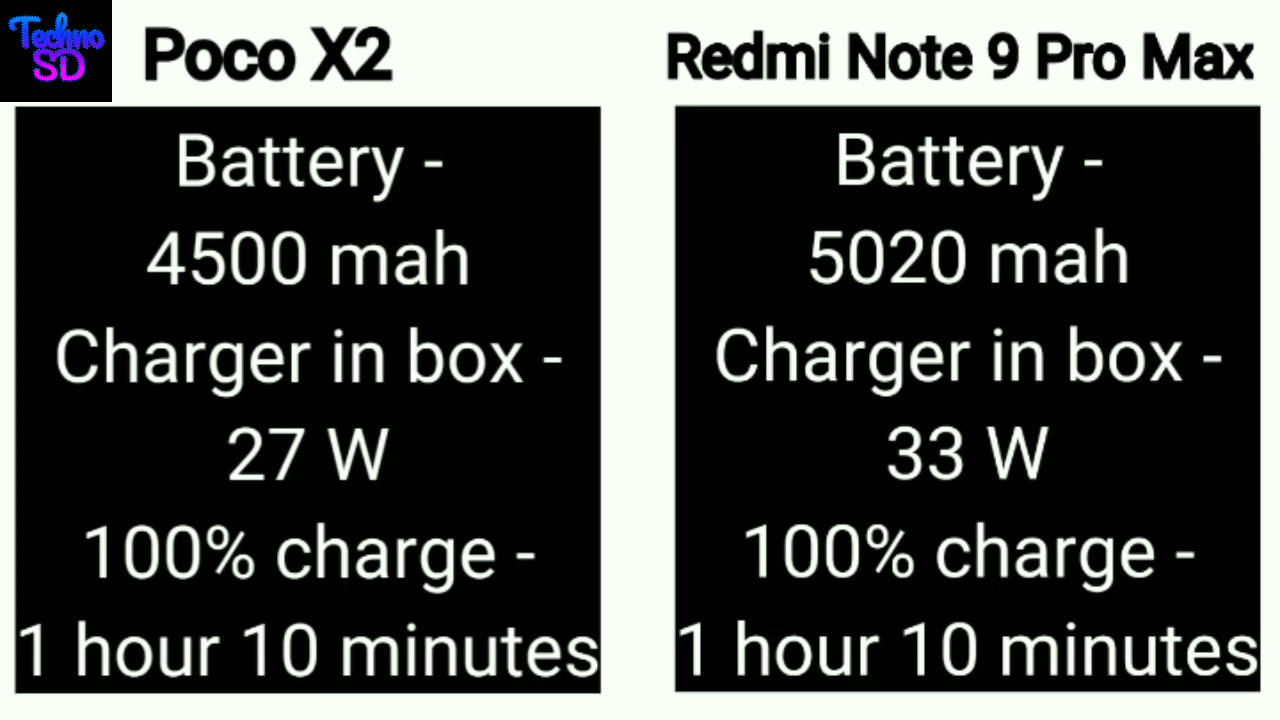 Techno
SD
Poco X2
Battery -
4500 mah
Charger in box -
27 W
100% charge -
1 hour 10 minutes
Redmi Note 9 Pro Max
Battery -
5020 mah
Charger in box -
33 W
100% charge -
1 hour 10 minutes